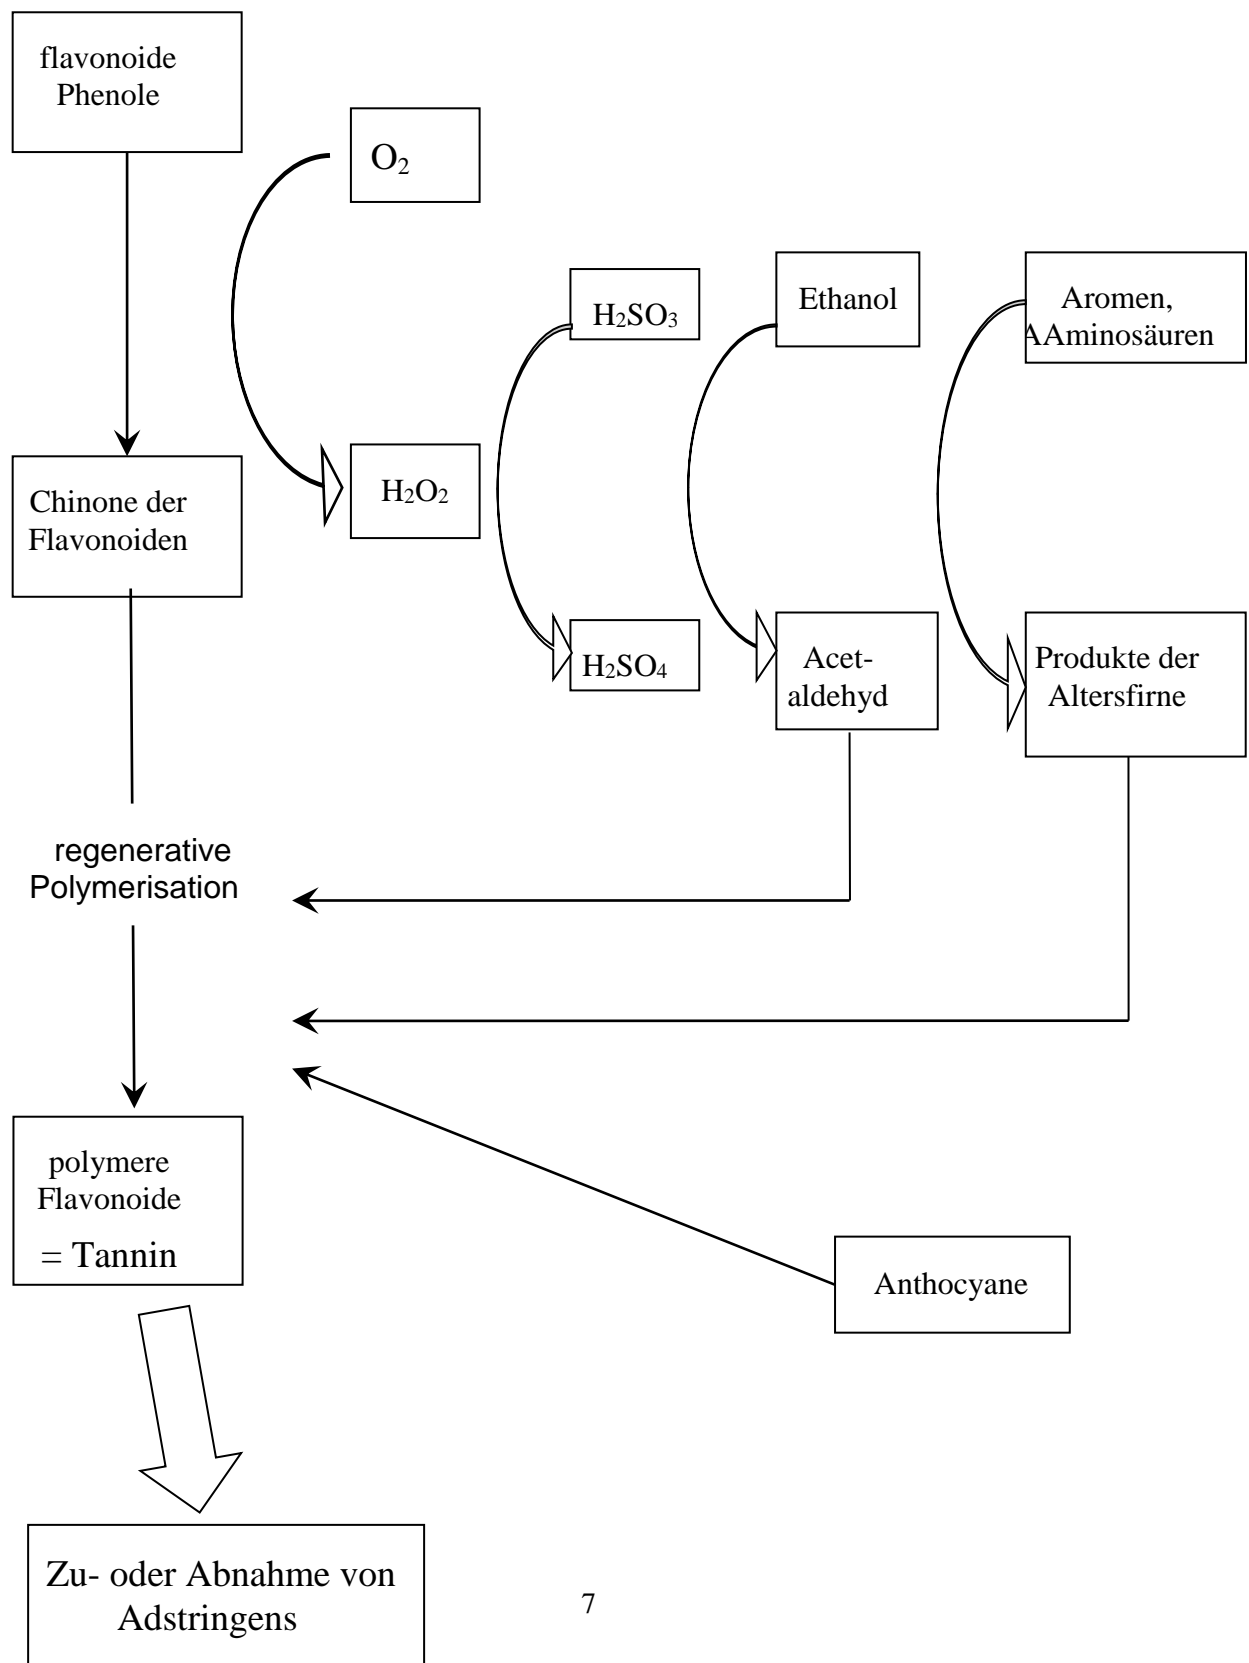 flavonoide
Phenole
O₂
H₂SO₃
Ethanol
Aromen,
AAminosäuren
Chinone der
Flavonoiden
H₂O₂
H₂SO₄
Acet-
aldehyd
Produkte der
Altersfirne
regenerative
Polymerisation
polymere
Flavonoide
= Tannin
Anthocyane
Zu- oder Abnahme von
Adstringens
7